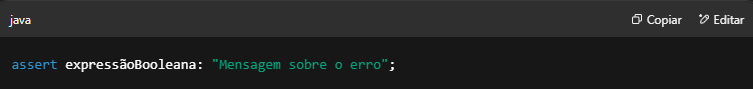 java Copiar Editar
assert expressãoBooleana: "Mensagem sobre o erro";